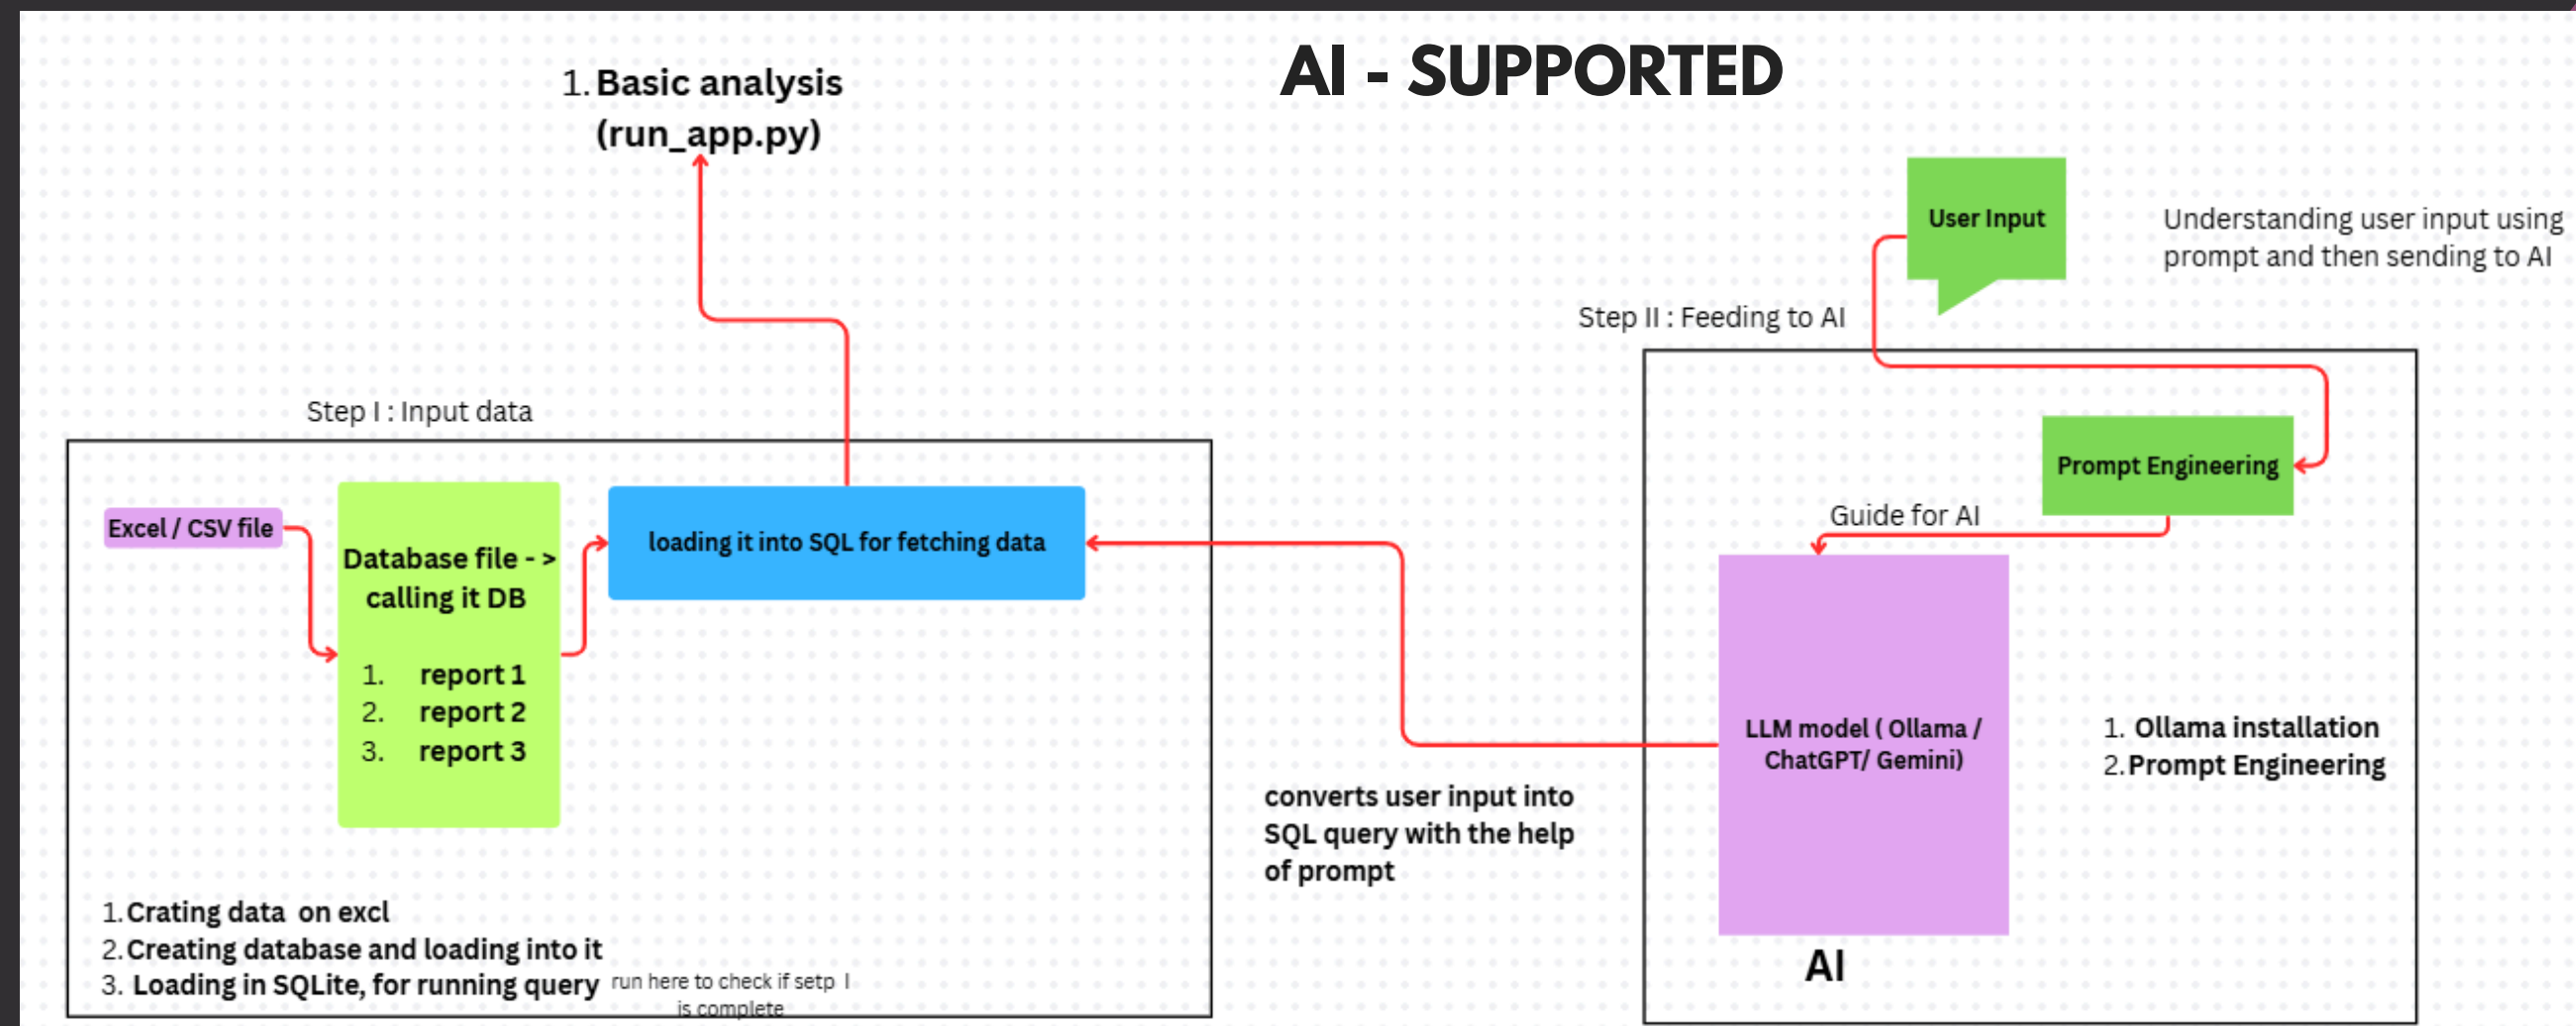 AI - SUPPORTED
1. Basic analysis
(run_app.py)
User Input
Understanding user input using
prompt and then sending to AI
Step II : Feeding to AI
Step I : Input data
Prompt Engineering
Guide for AI
Excel / CSV file
Database file - >
calling it DB
1. report 1
2. report 2
3. report 3
loading it into SQL for fetching data
LLM model ( Ollama /
ChatGPT/ Gemini)
1. Ollama installation
2. Prompt Engineering
converts user input into
SQL query with the help
of prompt
AI
1. Crating data on excl
2. Creating database and loading into it
3. Loading in SQLite, for running query
run here to check if setp I
is complete